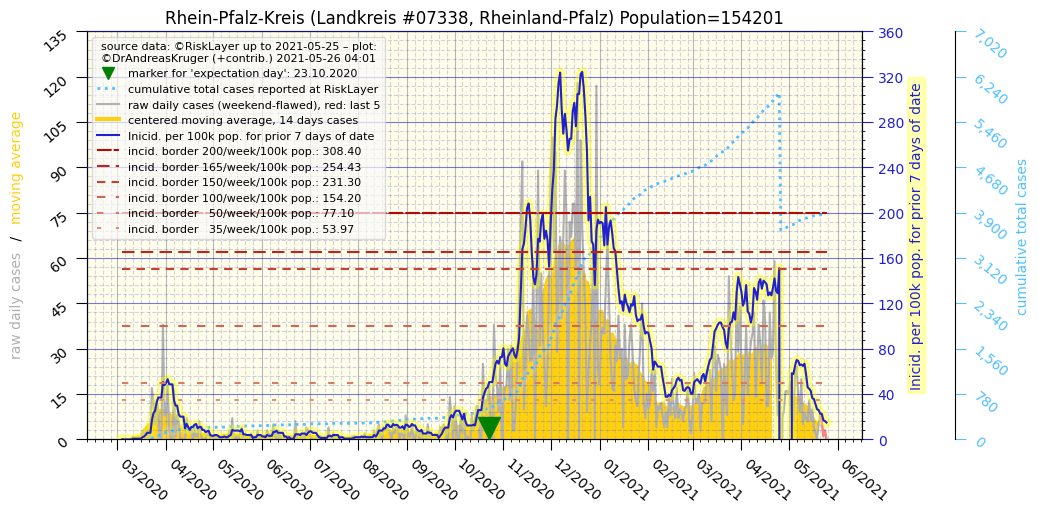 Rhein-Pfalz-Kreis (Landkreis #07338, Rheinland-Pfalz) Population=154201
source data: ©RiskLayer up to 2021-05-25 – plot:
©DrAndreasKruger (+contrib.) 2021-05-26 04:01
marker for 'expectation day': 23.10.2020
cumulative total cases reported at RiskLayer
raw daily cases (weekend-flawed), red: last 5
centered moving average, 14 days cases
Inicid. per 100k pop. for prior 7 days of date
incid. border 200/week/100k pop.: 308.40
incid. border 165/week/100k pop.: 254.43
incid. border 150/week/100k pop.: 231.30
incid. border 100/week/100k pop.: 154.20
incid. border   50/week/100k pop.: 77.10
incid. border   35/week/100k pop.: 53.97
raw daily cases / moving average
135
120
105
90
75
60
45
30
15
0
03/2020
04/2020
05/2020
06/2020
07/2020
08/2020
09/2020
10/2020
11/2020
12/2020
01/2021
02/2021
03/2021
04/2021
05/2021
06/2021
360
320
280
240
200
160
120
80
40
0
Inicid. per 100k pop. for prior 7 days of date
7,020
6,240
5,460
4,680
3,900
3,120
2,340
1,560
780
0
cumulative total cases